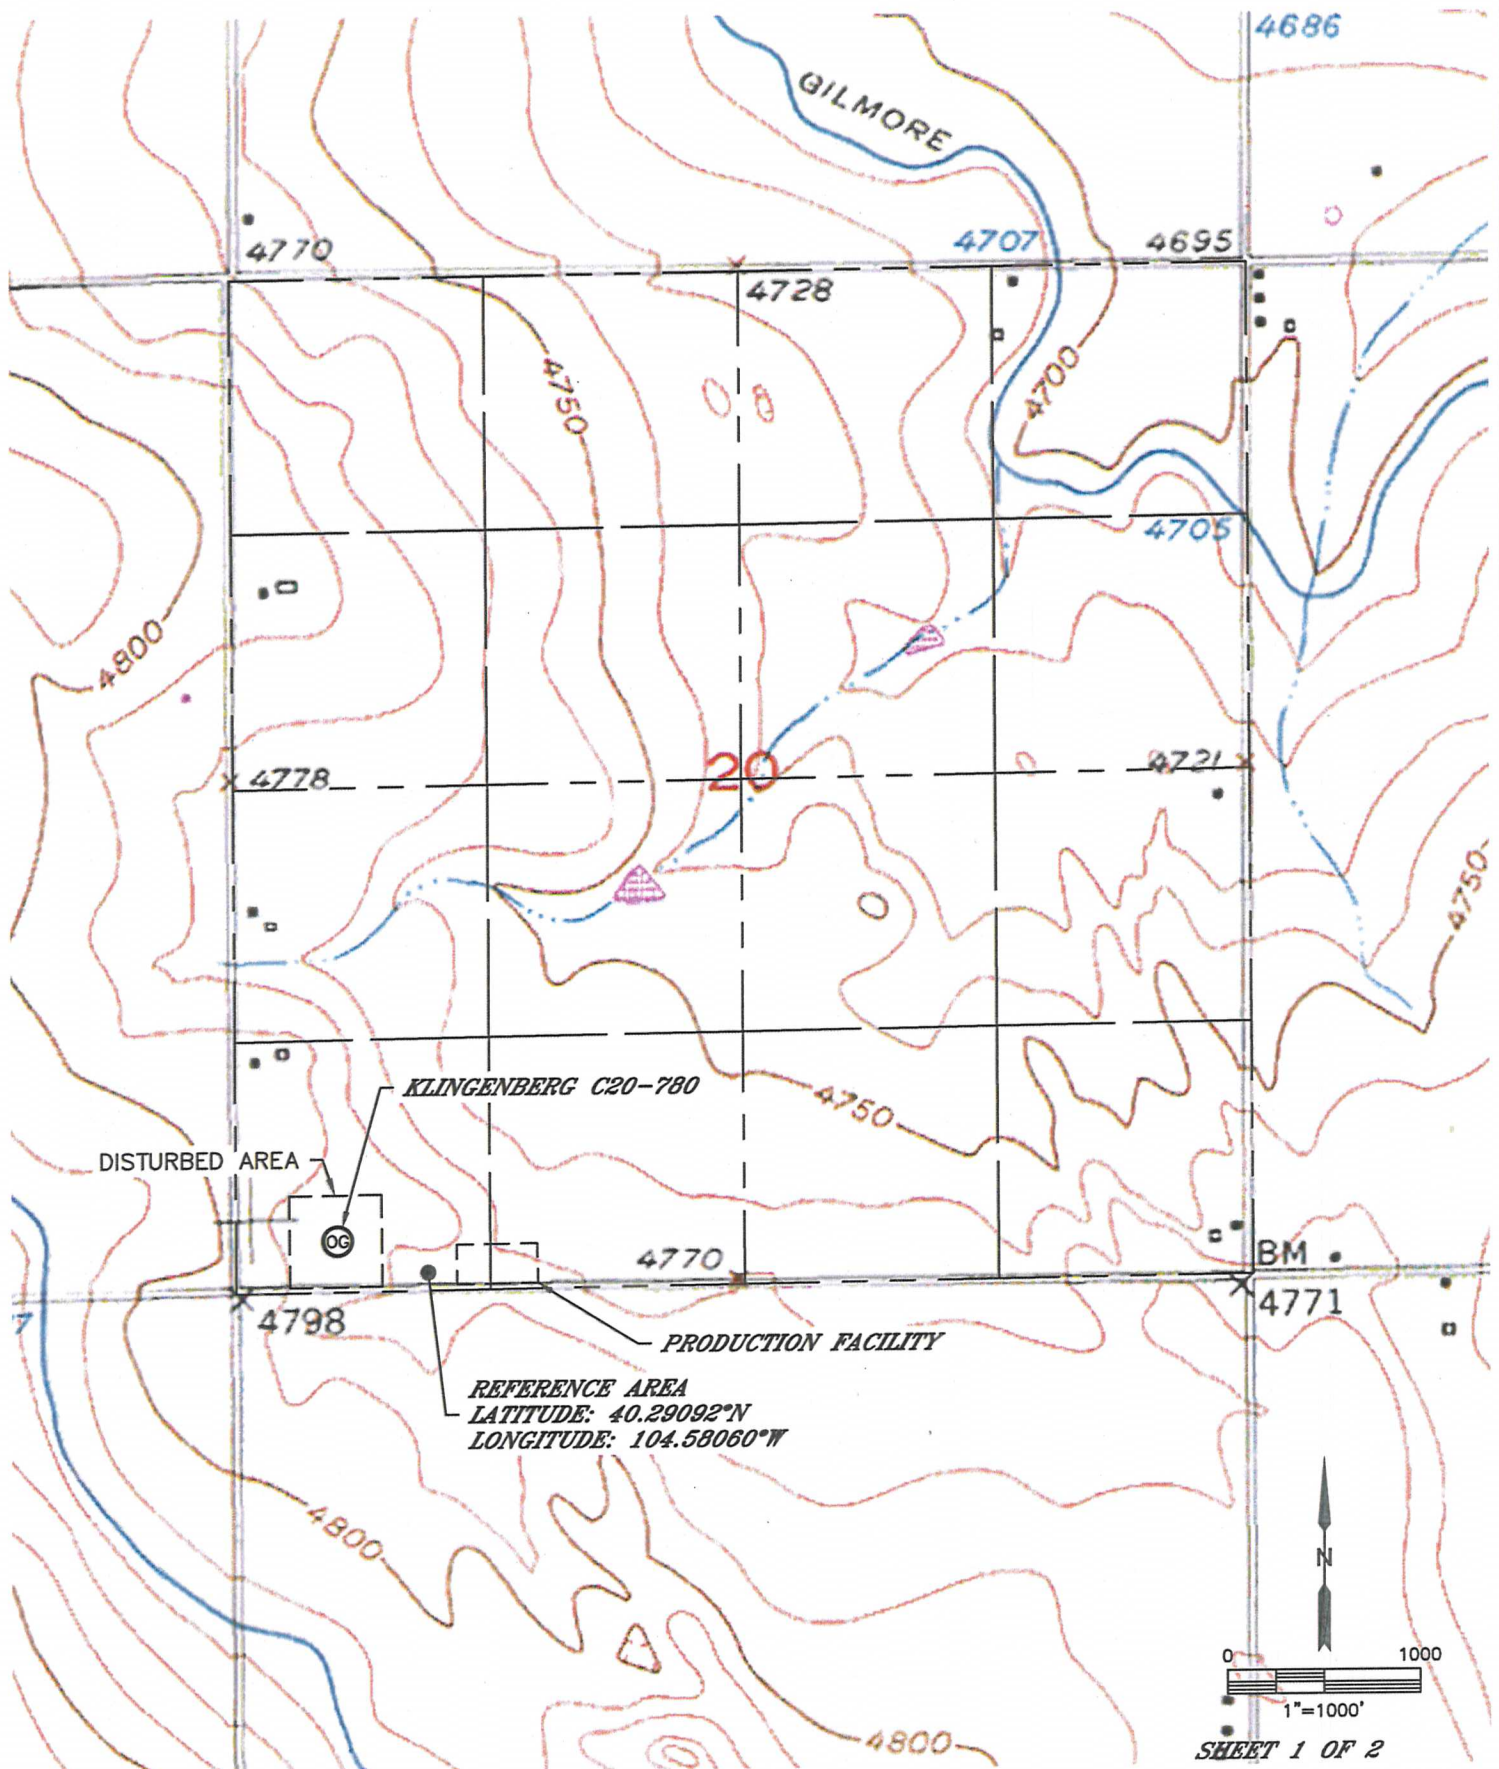 4686
GILMORE
4770
4707
4695
4728
4750
4700
4705
4800
4778
20
4721
4750
KLINGENBERG C20-780
4750
DISTURBED AREA
OG
4770
BM
4798
4771
7
PRODUCTION FACILITY
REFERENCE AREA
LATITUDE: 40.29092°N
LONGITUDE: 104.58060°W
4800
N
0 1000
1"=1000'
4800
SHEET 1 OF 2